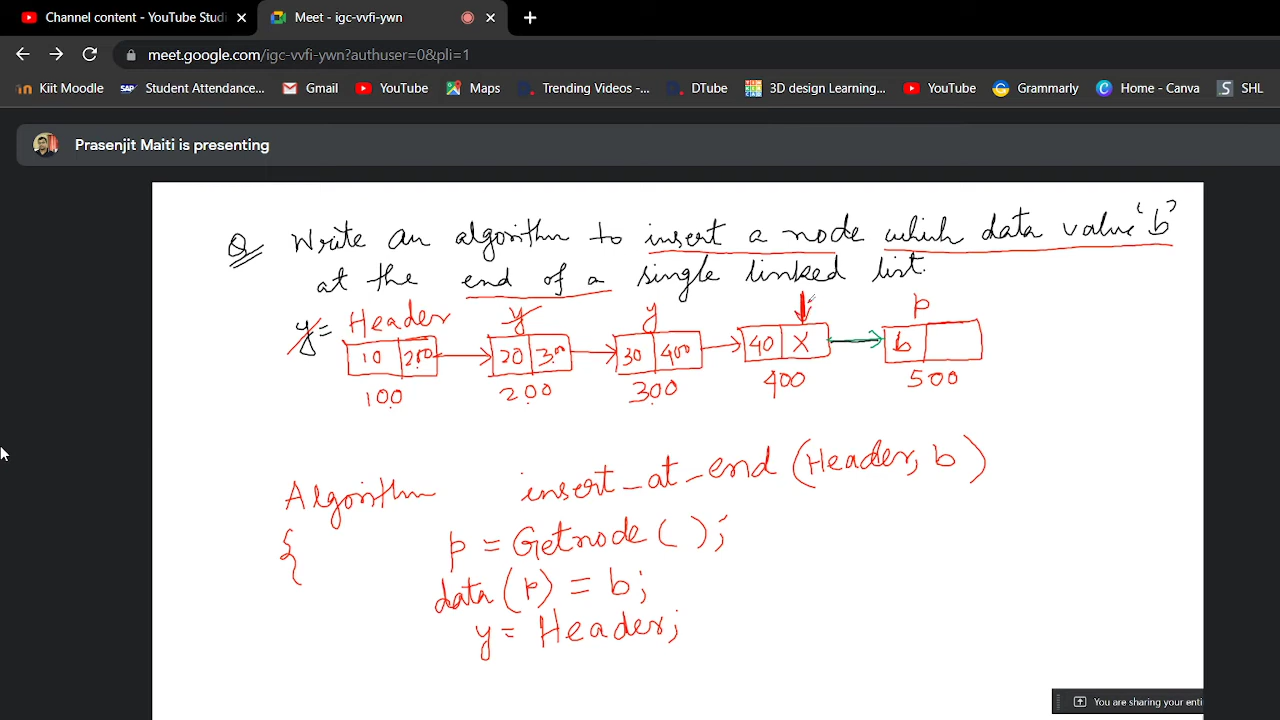 Channel content - YouTube Studi
Meet - igc-vvfi-ywn
meet.google.com/igc-vvfi-ywn?authuser=0&pli=1
Kiit Moodle Student Attendance... Gmail YouTube Maps Trending Videos -... DTube 3D design Learning... YouTube Grammarly Home - Canva SHL
Prasenjit Maiti is presenting
Q Write an algorithm to insert a node which data value 'b'
at the end of a single linked list.
y= Header y y p
10 200 20 300 30 400 40 X b
100 200 300 400 500
Algorithm insert_at_end (Header, b)
{ p = Getnode ( );
data (p) = b;
y = Header;
You are sharing your enti